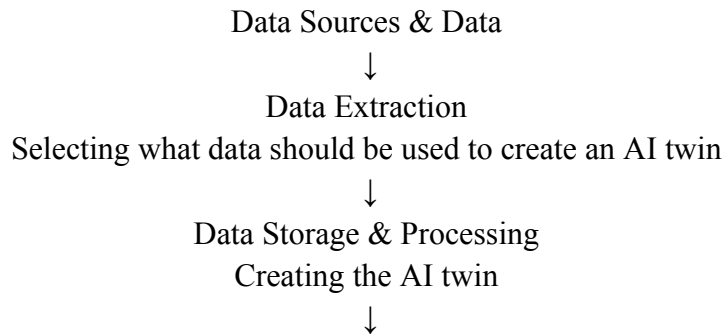 Data Sources & Data
↓
Data Extraction
Selecting what data should be used to create an AI twin
↓
Data Storage & Processing
Creating the AI twin
↓